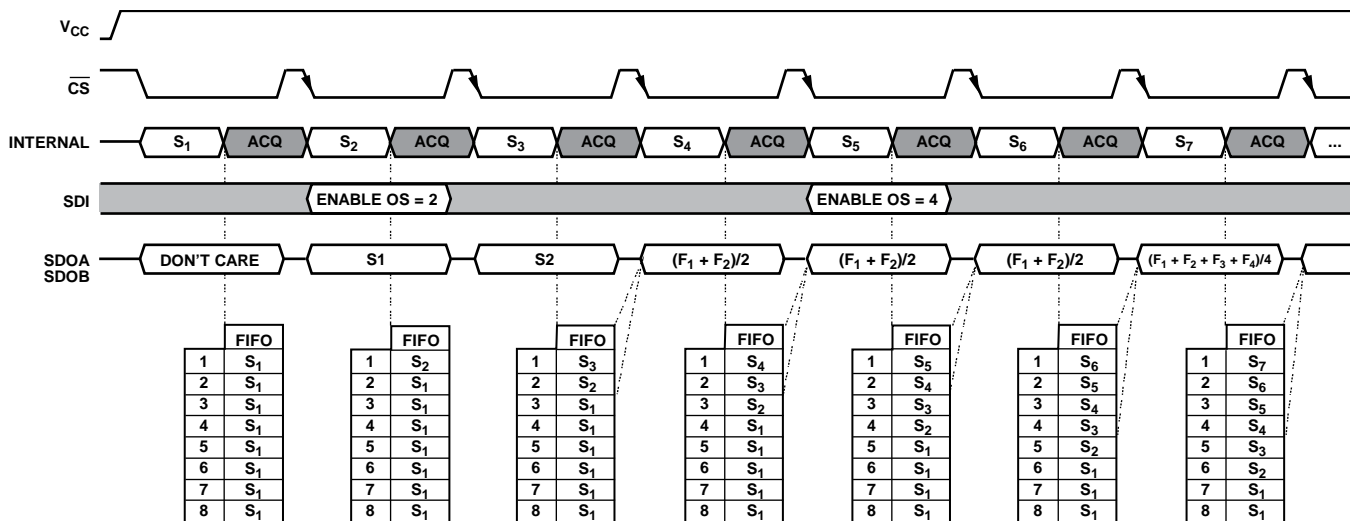 VCC
CS
INTERNAL S1 ACQ S2 ACQ S3 ACQ S4 ACQ S5 ACQ S6 ACQ S7 ACQ ...
SDI ENABLE OS = 2 ENABLE OS = 4
SDOA DON'T CARE S1 S2 (F1 + F2)/2 (F1 + F2)/2 (F1 + F2)/2 (F1 + F2 + F3 + F4)/4
SDOB
FIFO FIFO FIFO FIFO FIFO FIFO FIFO
1 S1 1 S2 1 S3 1 S4 1 S5 1 S6 1 S7
2 S1 2 S1 2 S2 2 S3 2 S4 2 S5 2 S6
3 S1 3 S1 3 S1 3 S2 3 S3 3 S4 3 S5
4 S1 4 S1 4 S1 4 S1 4 S2 4 S3 4 S4
5 S1 5 S1 5 S1 5 S1 5 S1 5 S2 5 S3
6 S1 6 S1 6 S1 6 S1 6 S1 6 S1 6 S2
7 S1 7 S1 7 S1 7 S1 7 S1 7 S1 7 S1
8 S1 8 S1 8 S1 8 S1 8 S1 8 S1 8 S1